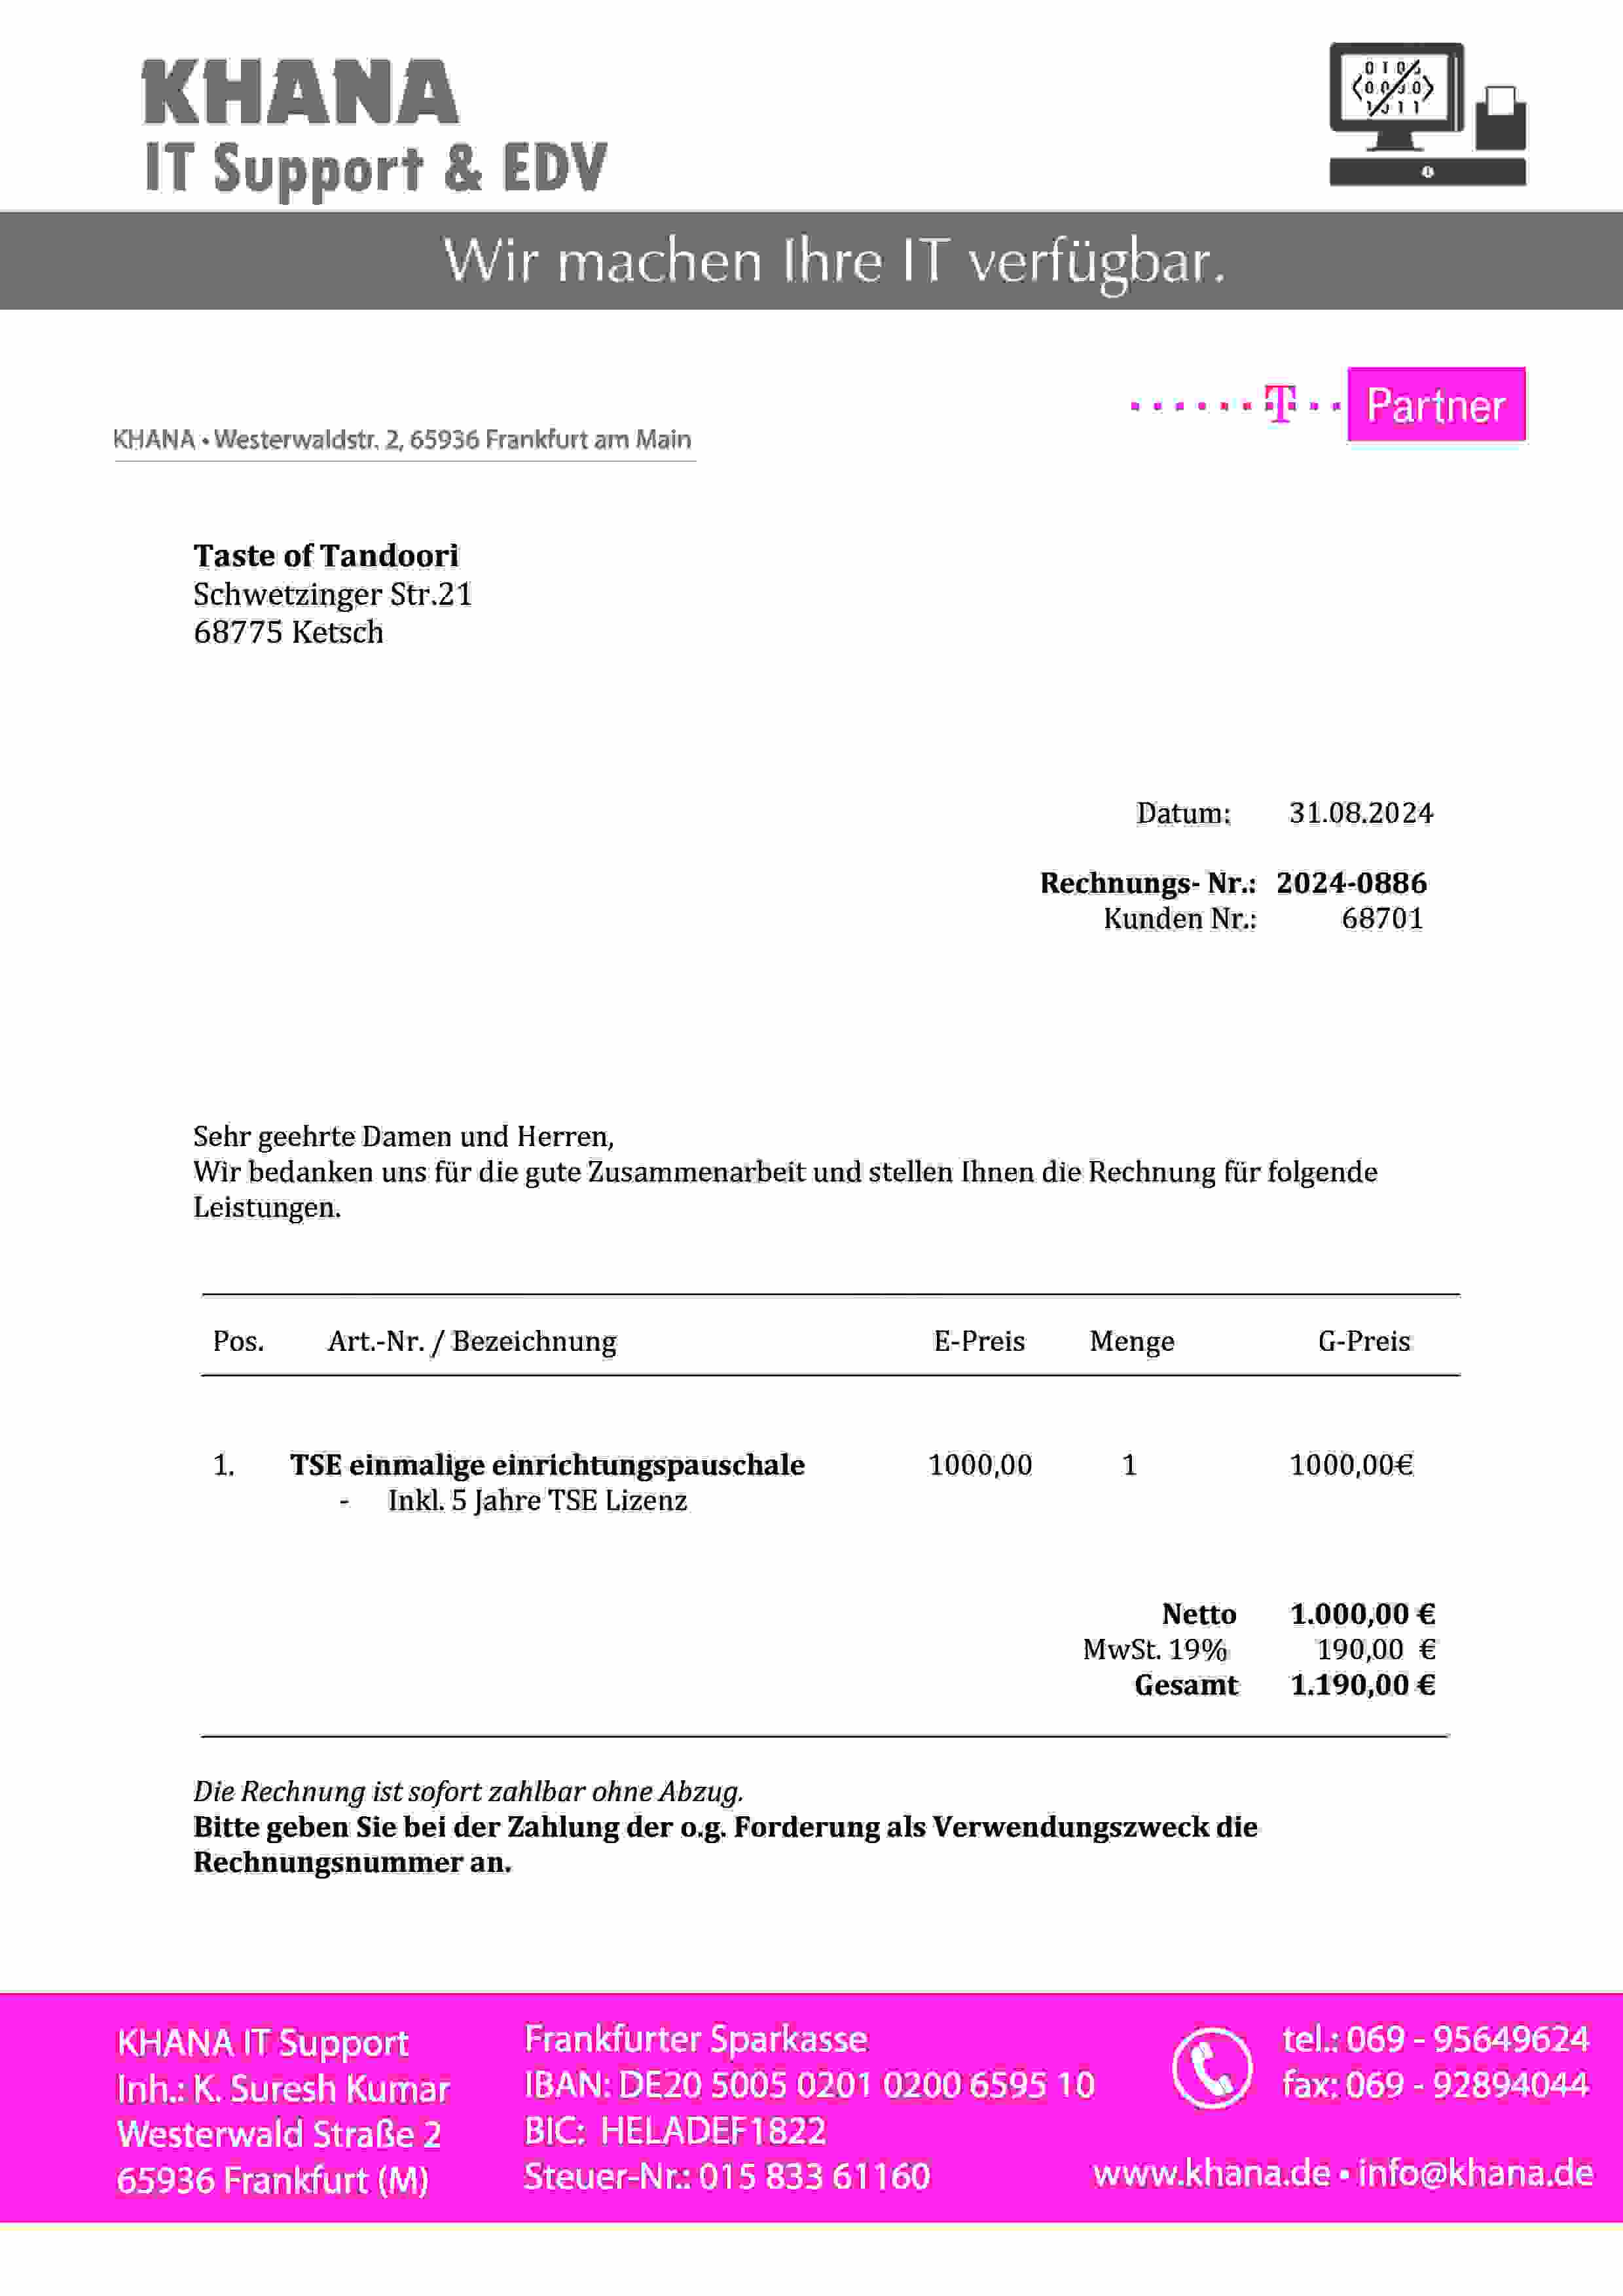 KHANA
IT Support & EDV
Wir machen Ihre IT verfügbar.
T Partner
KHANA • Westerwaldstr. 2, 65936 Frankfurt am Main
Taste of Tandoori
Schwetzinger Str.21
68775 Ketsch
Datum: 31.08.2024
Rechnungs- Nr.: 2024-0886
Kunden Nr.: 68701
Sehr geehrte Damen und Herren,
Wir bedanken uns für die gute Zusammenarbeit und stellen Ihnen die Rechnung für folgende
Leistungen.
Pos. Art.-Nr. / Bezeichnung E-Preis Menge G-Preis
1. TSE einmalige einrichtungspauschale 1000,00 1 1000,00€
- Inkl. 5 Jahre TSE Lizenz
Netto 1.000,00 €
MwSt. 19% 190,00 €
Gesamt 1.190,00 €
Die Rechnung ist sofort zahlbar ohne Abzug.
Bitte geben Sie bei der Zahlung der o.g. Forderung als Verwendungszweck die
Rechnungsnummer an.
KHANA IT Support
Inh.: K. Suresh Kumar
Westerwald Straße 2
65936 Frankfurt (M)
Frankfurter Sparkasse
IBAN: DE20 5005 0201 0200 6595 10
BIC: HELADEF1822
Steuer-Nr.: 015 833 61160
tel.: 069 - 95649624
fax: 069 - 92894044
www.khana.de • info@khana.de